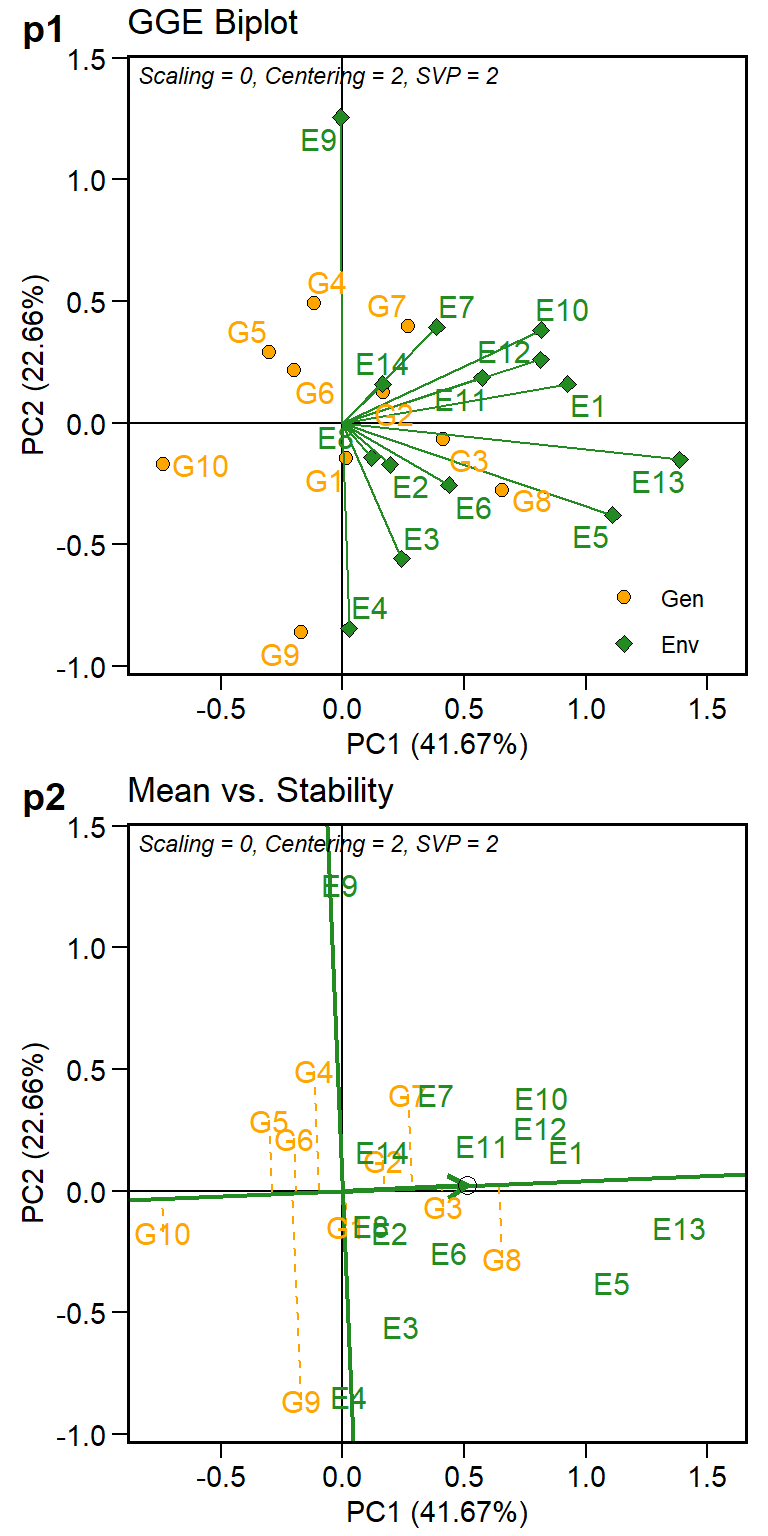 p1
GGE Biplot
Scaling = 0, Centering = 2, SVP = 2
1.5
1.0
0.5
0.0
-0.5
-1.0
PC2 (22.66%)
E9
G4
G7
E7
E10
G5
E14
E12
G6
E11
E1
G2
E8
G10
G1
G3
E2
E13
E6
G8
E3
E5
E4
G9
Gen
Env
-0.5
0.0
0.5
1.0
1.5
PC1 (41.67%)
p2
Mean vs. Stability
Scaling = 0, Centering = 2, SVP = 2
1.5
1.0
0.5
0.0
-0.5
-1.0
PC2 (22.66%)
E9
G4
G7
E7
E10
G5
G6
E12
E14
G2
E11
E1
G3
G10
G1
E8
E2
E13
E6
G8
E5
E3
G9
E4
-0.5
0.0
0.5
1.0
1.5
PC1 (41.67%)